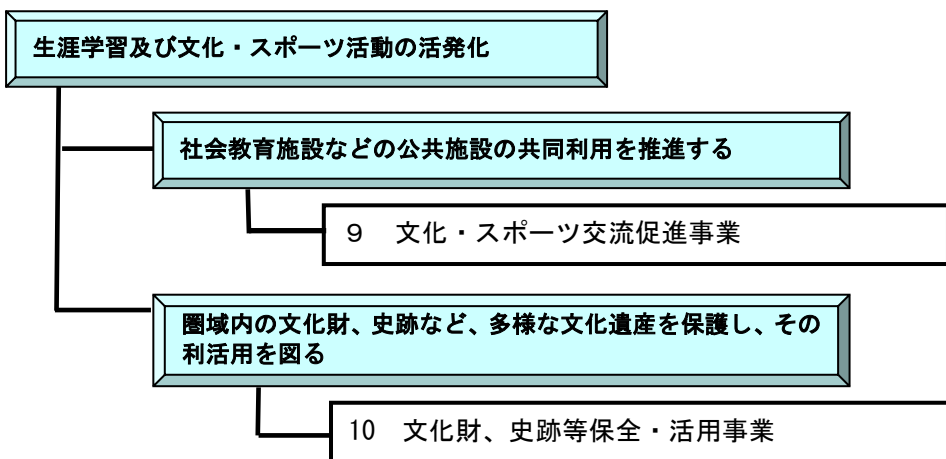 生涯学習及び文化・スポーツ活動の活発化
社会教育施設などの公共施設の共同利用を推進する
９　文化・スポーツ交流促進事業
圏域内の文化財、史跡など、多様な文化遺産を保護し、その
利活用を図る
10　文化財、史跡等保全・活用事業